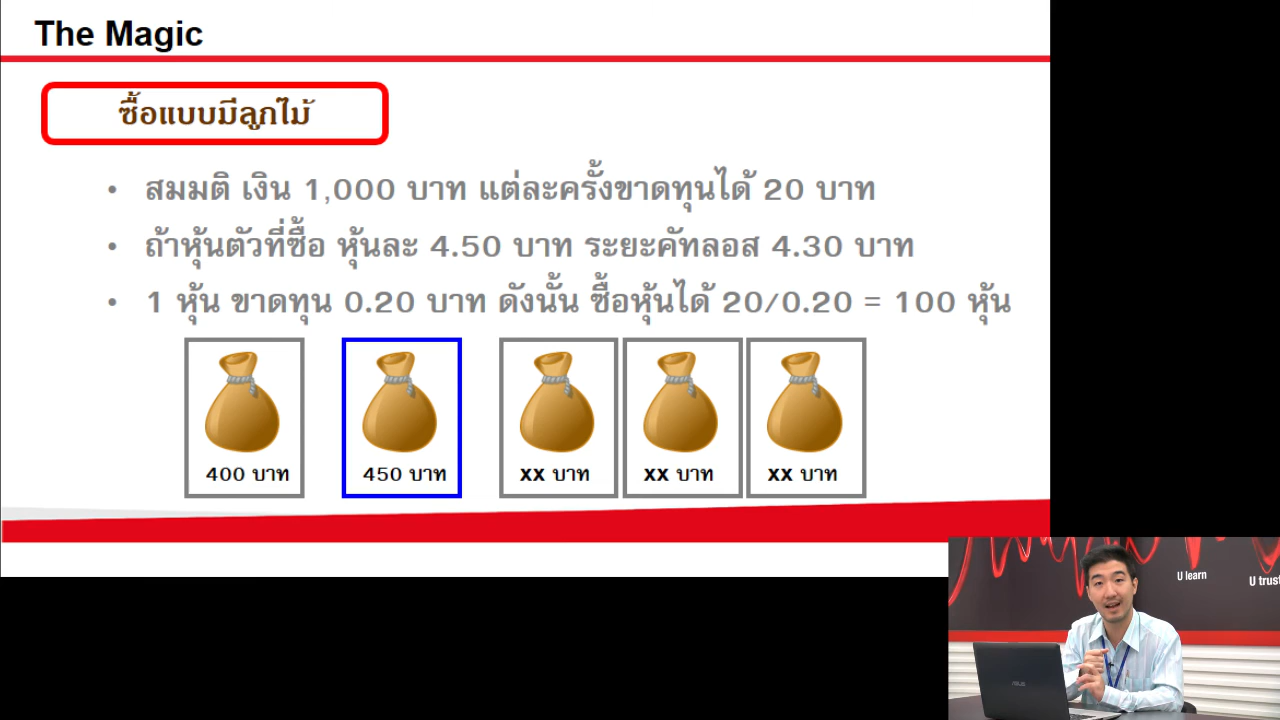 The Magic
ซื้อแบบมีลูกไม้
• สมมติ เงิน 1,000 บาท แต่ละครั้งขาดทุนได้ 20 บาท
• ถ้าหุ้นตัวที่ซื้อ หุ้นละ 4.50 บาท ระยะคัทลอส 4.30 บาท
• 1 หุ้น ขาดทุน 0.20 บาท ดังนั้น ซื้อหุ้นได้ 20/0.20 = 100 หุ้น
400 บาท 450 บาท xx บาท xx บาท xx บาท
U learn U trust
ASUS